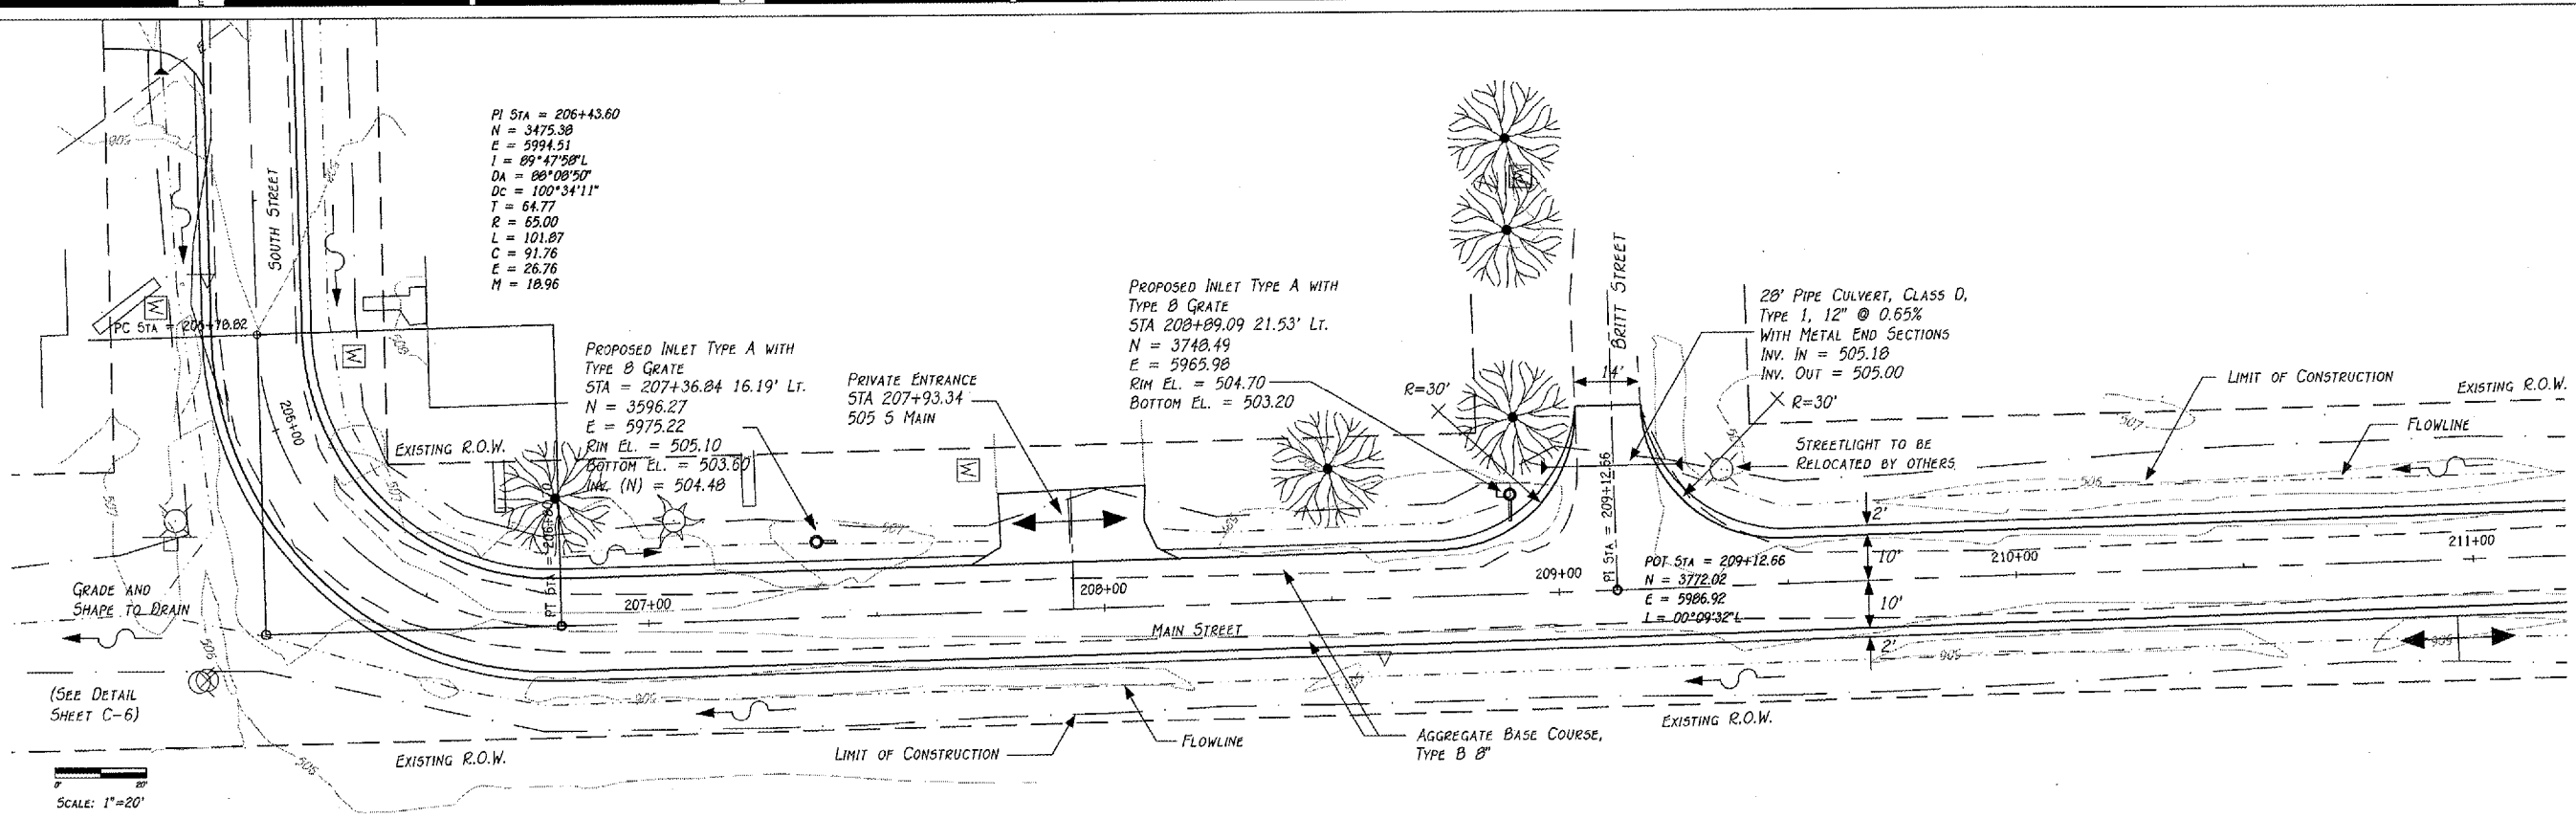 PI STA = 206+43.60
N = 3475.38
E = 5994.51
I = 89°47'58"L
DA = 88°08'50"
DC = 100°34'11"
T = 64.77
R = 65.00
L = 101.87
C = 91.76
E = 26.76
M = 18.96
SOUTH STREET
PC STA = 205+78.82
206+00
PROPOSED INLET TYPE A WITH
TYPE 8 GRATE
STA = 207+36.84 16.19' LT.
N = 3596.27
E = 5975.22
RIM EL. = 505.10
BOTTOM EL. = 503.60
INV. (N) = 504.48
EXISTING R.O.W.
PRIVATE ENTRANCE
STA 207+93.34
505 S MAIN
PROPOSED INLET TYPE A WITH
TYPE 8 GRATE
STA 208+89.09 21.53' LT.
N = 3748.49
E = 5965.98
RIM EL. = 504.70
BOTTOM EL. = 503.20
R=30'
14'
BRITT STREET
28' PIPE CULVERT, CLASS D,
TYPE 1, 12" @ 0.65%
WITH METAL END SECTIONS
INV. IN = 505.18
INV. OUT = 505.00
R=30'
STREETLIGHT TO BE
RELOCATED BY OTHERS
LIMIT OF CONSTRUCTION
EXISTING R.O.W.
FLOWLINE
507
2'
10'
10'
2'
207+00
208+00
209+00
210+00
211+00
PI STA = 209+12.66
POT STA = 209+12.66
N = 3772.02
E = 5986.92
I = 00°09'32"L
MAIN STREET
GRADE AND
SHAPE TO DRAIN
(SEE DETAIL
SHEET C-6)
EXISTING R.O.W.
LIMIT OF CONSTRUCTION
FLOWLINE
AGGREGATE BASE COURSE,
TYPE B 8"
EXISTING R.O.W.
0' 20'
SCALE: 1"=20'